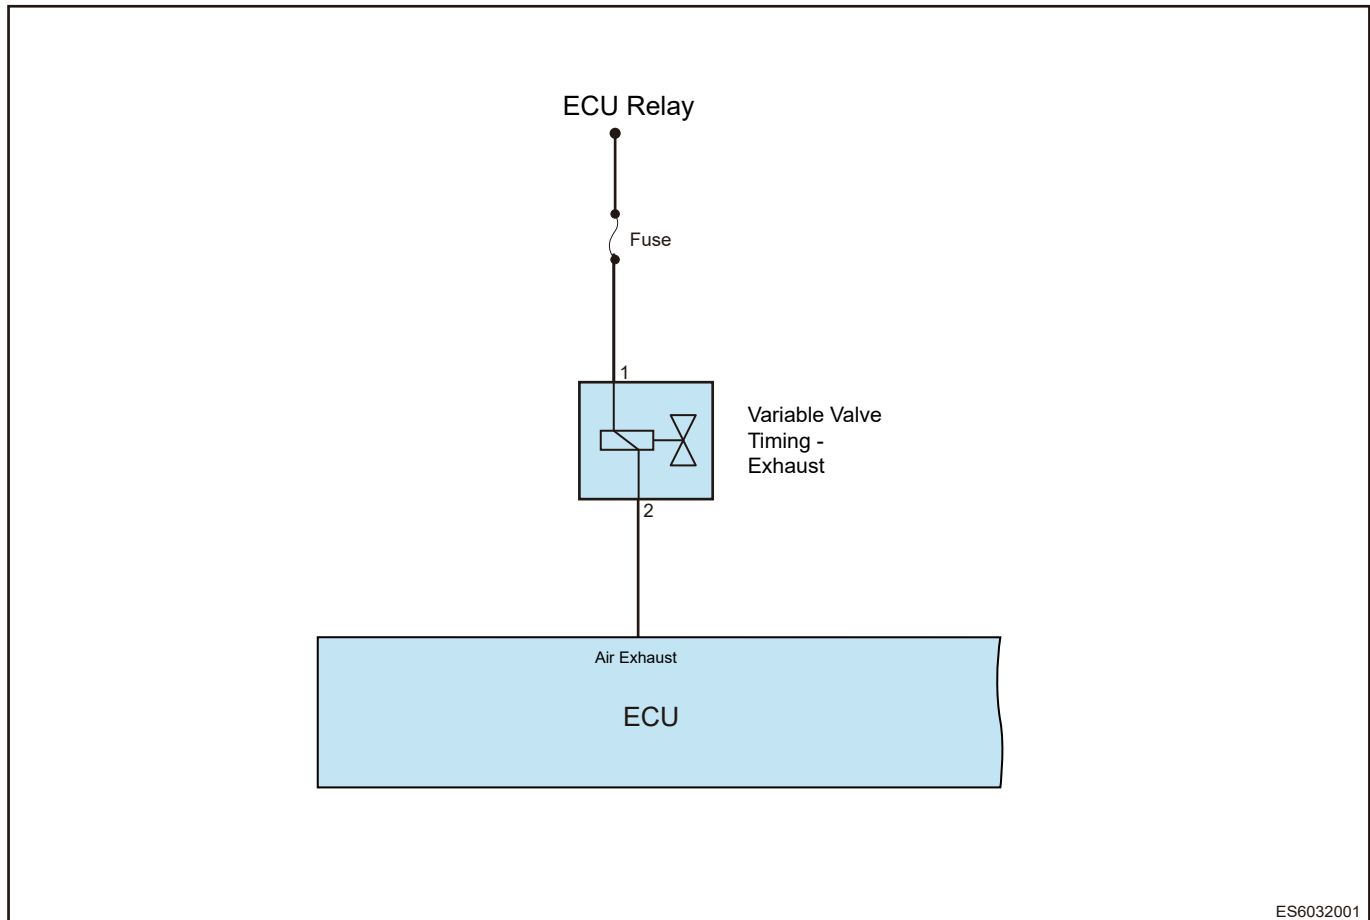 ECU Relay
Fuse
1
Variable Valve
Timing -
Exhaust
2
Air Exhaust
ECU
ES6032001